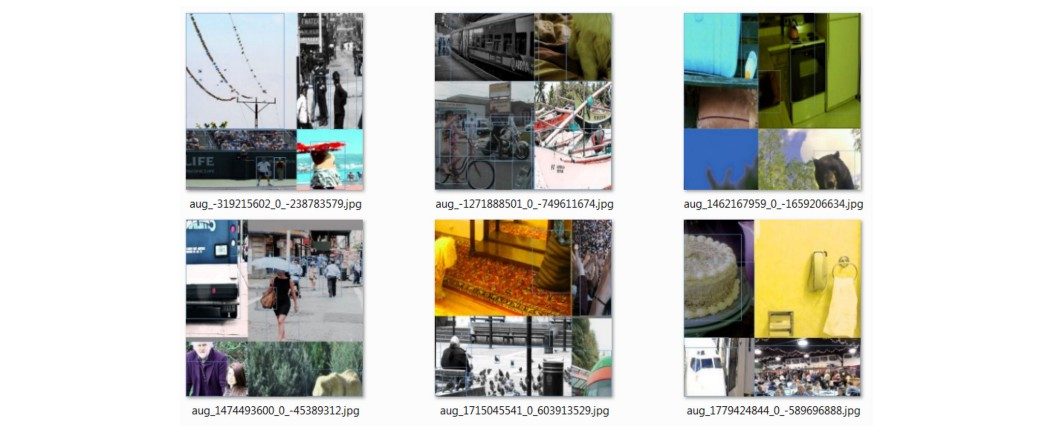 LIFE
aug_-319215602_0_-238783579.jpg
aug_-1271888501_0_-749611674.jpg
aug_1462167959_0_-1659206634.jpg
aug_1474493600_0_-45389312.jpg
aug_1715045541_0_603913529.jpg
aug_1779424844_0_-589696888.jpg